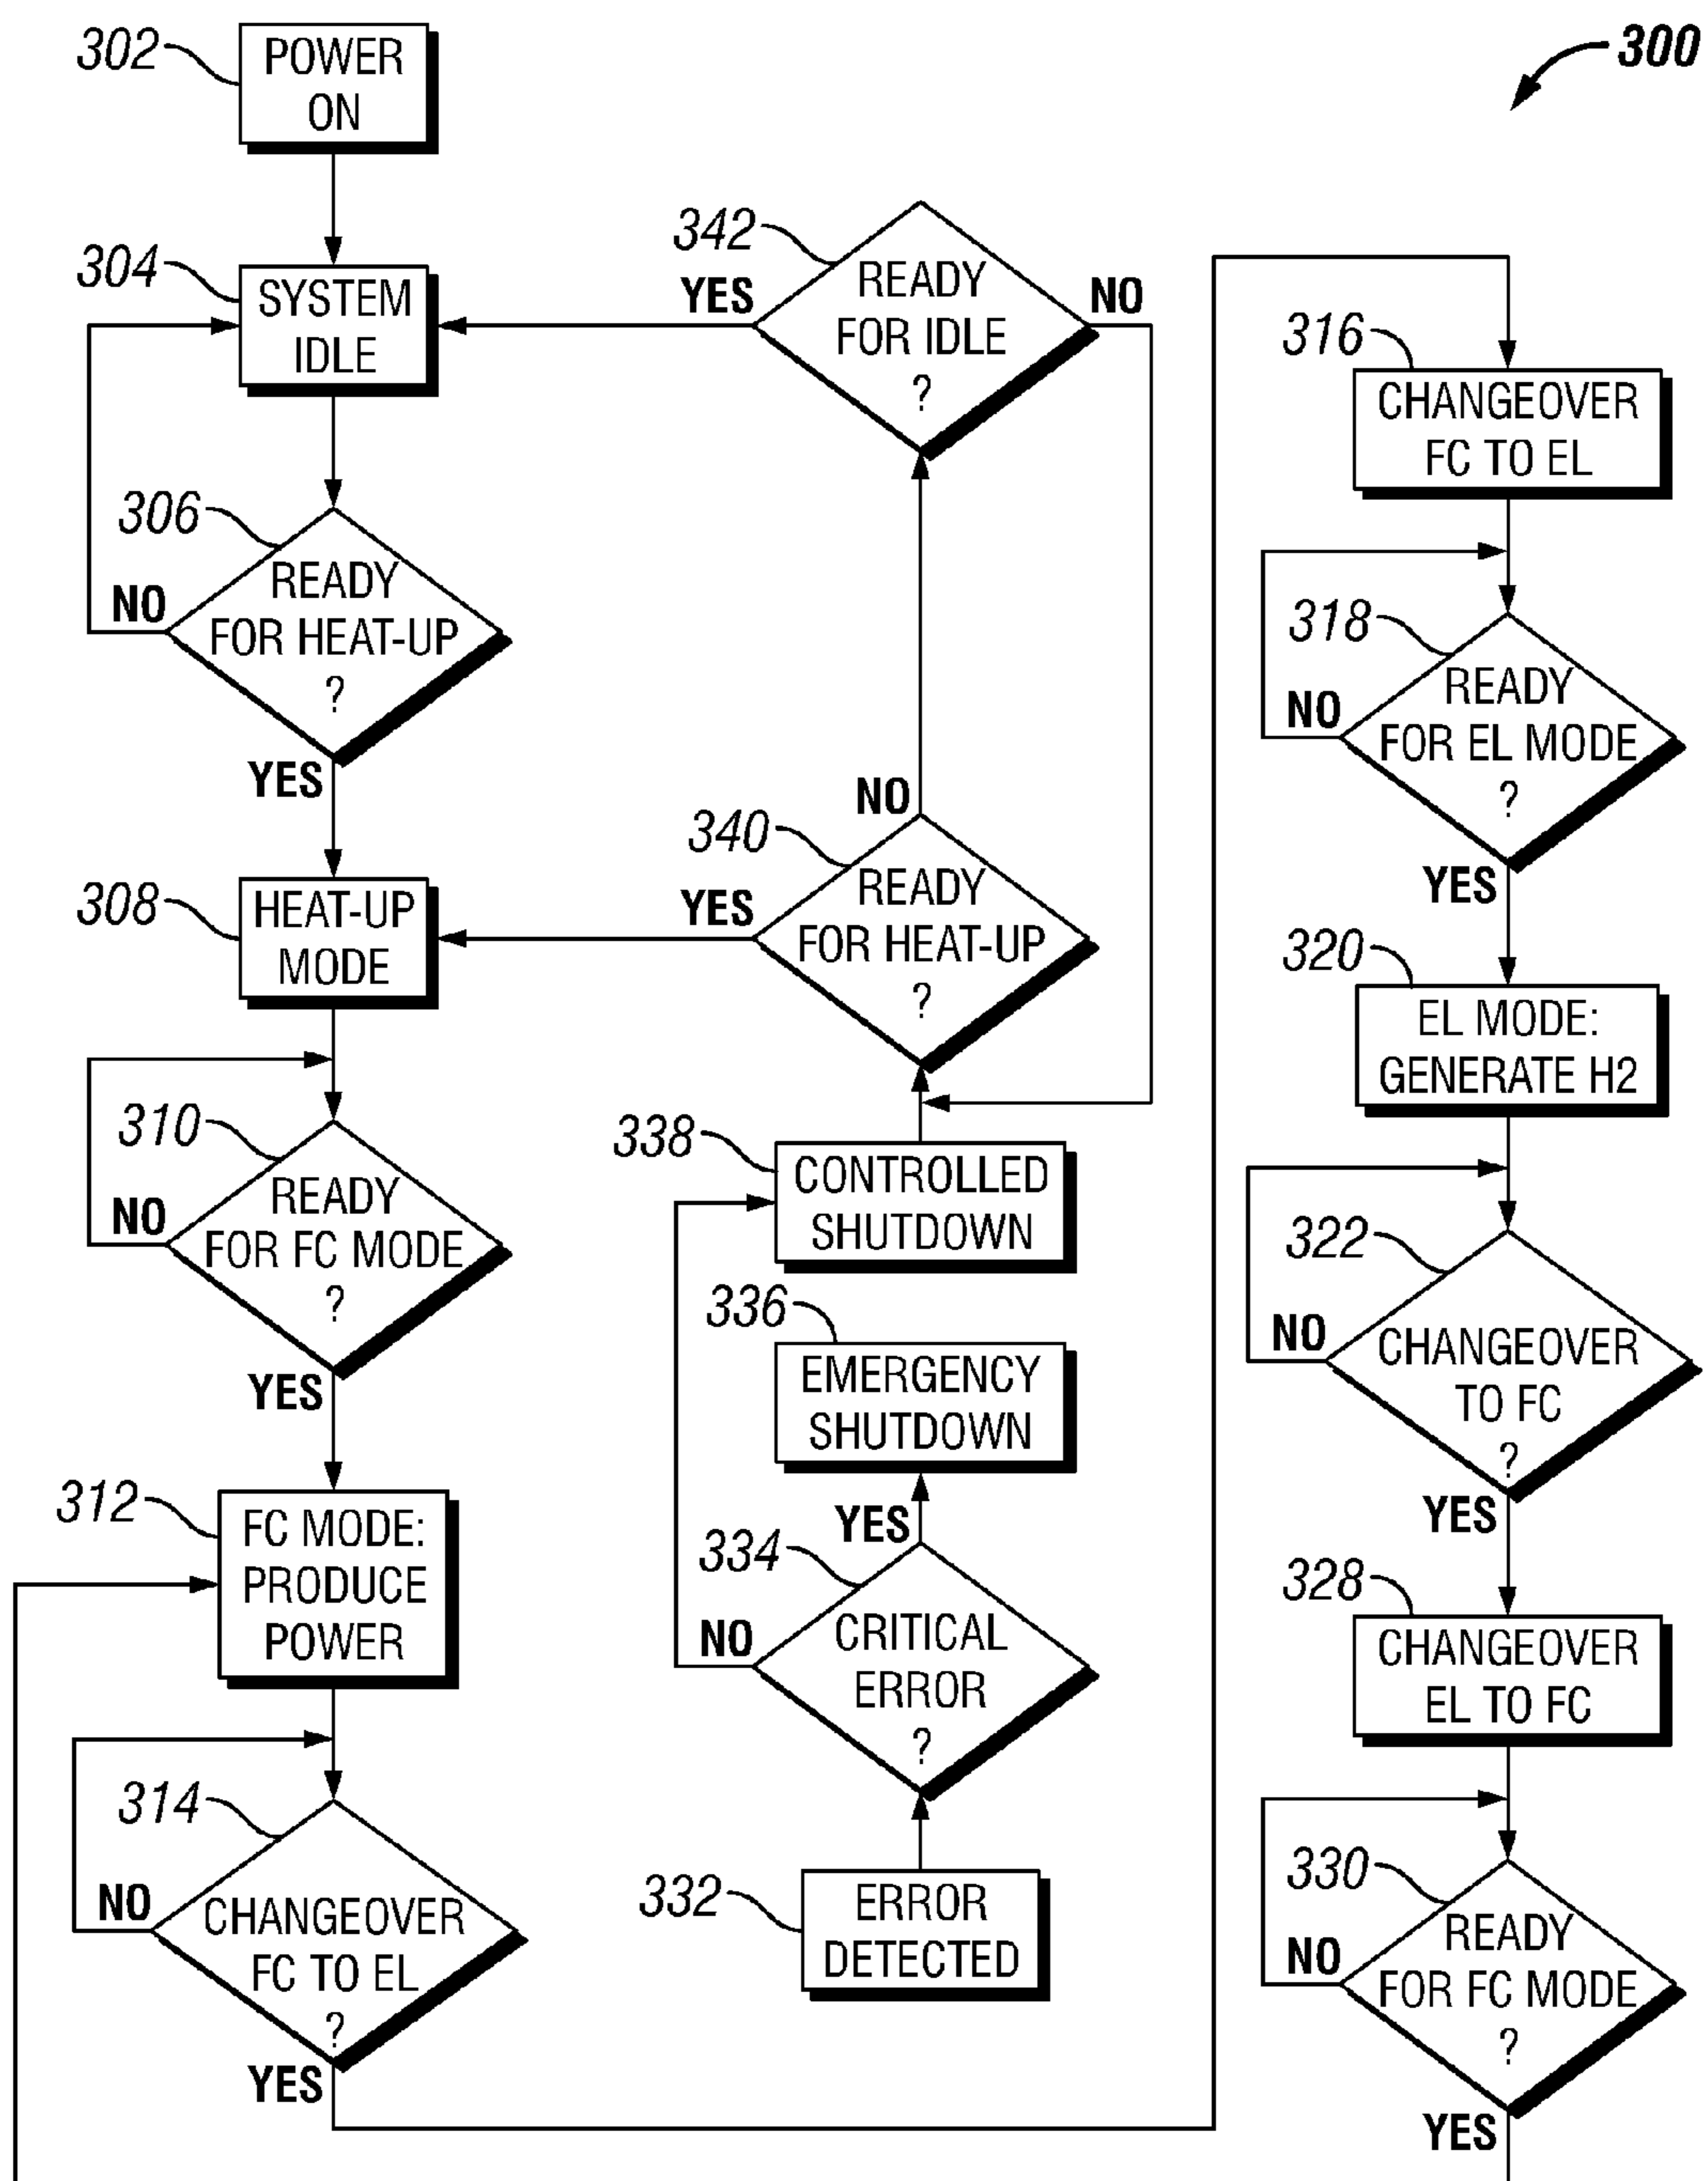 300
302
POWER
ON
304
SYSTEM
IDLE
306
READY
FOR HEAT-UP
?
NO
YES
308
HEAT-UP
MODE
310
READY
FOR FC MODE
?
NO
YES
312
FC MODE:
PRODUCE
POWER
314
CHANGEOVER
FC TO EL
?
NO
YES
342
READY
FOR IDLE
?
YES
NO
340
READY
FOR HEAT-UP
?
NO
YES
338
CONTROLLED
SHUTDOWN
336
EMERGENCY
SHUTDOWN
YES
334
CRITICAL
ERROR
?
NO
332
ERROR
DETECTED
316
CHANGEOVER
FC TO EL
318
READY
FOR EL MODE
?
NO
YES
320
EL MODE:
GENERATE H2
322
CHANGEOVER
TO FC
?
NO
YES
328
CHANGEOVER
EL TO FC
330
READY
FOR FC MODE
?
NO
YES